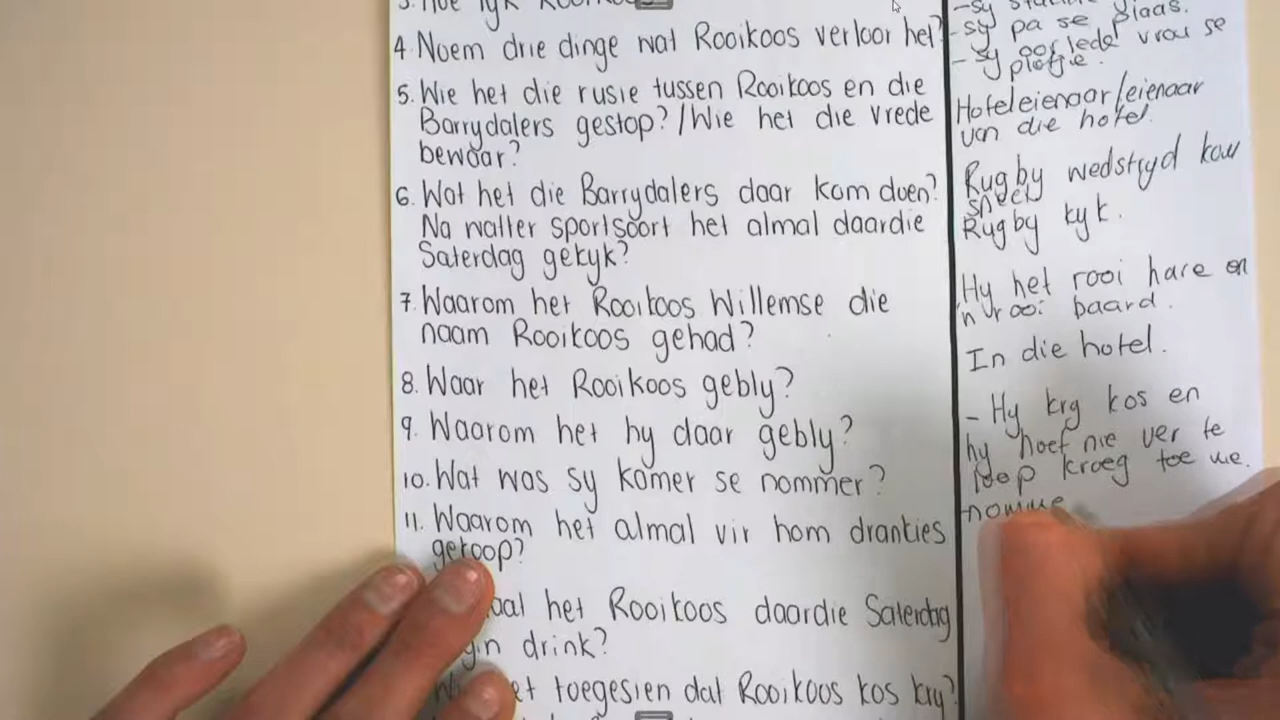 4. Noem drie dinge wat Rooikoos verloor het?
5. Wie het die rusie tussen Rooikoos en die
Barrydalers gestop? /Wie het die vrede
bewaar?
6. Wat het die Barrydalers daar kom doen?
Na watter sportsoort het almal daardie
Saterdag gekyk?
7. Waarom het Rooikoos Willemse die
naam Rooikoos gehad?
8. Waar het Rooikoos gebly?
9. Waarom het hy daar gebly?
10. Wat was sy kamer se nommer?
11. Waarom het almal vir hom drankies
gekoop?
het Rooikoos daardie Saterdag
drink?
toegesien dat Rooikoos kos kry?
-sy
-sy pa se plaas.
- sy oorlede vrou se
plotjie.
Hoteleienaar/eienaar
van die hotel.
Rugby wedstryd kom
speel
Rugby kyk.
Hy het rooi hare en
'n rooi baard.
In die hotel.
- Hy kry kos en
hy hoef nie ver te
loop kroeg toe nie.